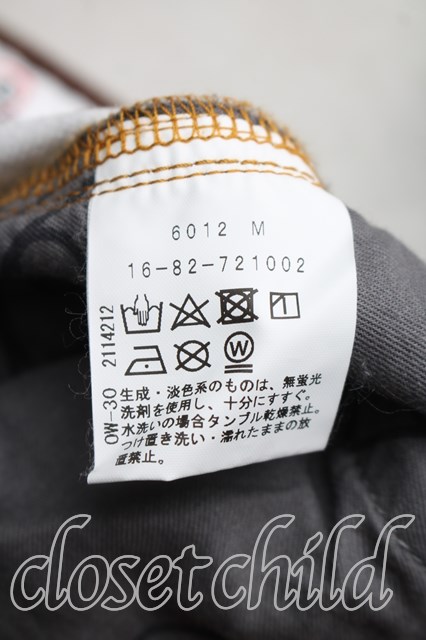 6012 M
16-82-721002
W
0W-30 2114212
生成・淡色系のものは、無蛍光
洗剤を使用し、十分にすすぐ。
水洗いの場合タンブル乾燥禁止。
つけ置き洗い・濡れたままの放
置禁止。
closet child